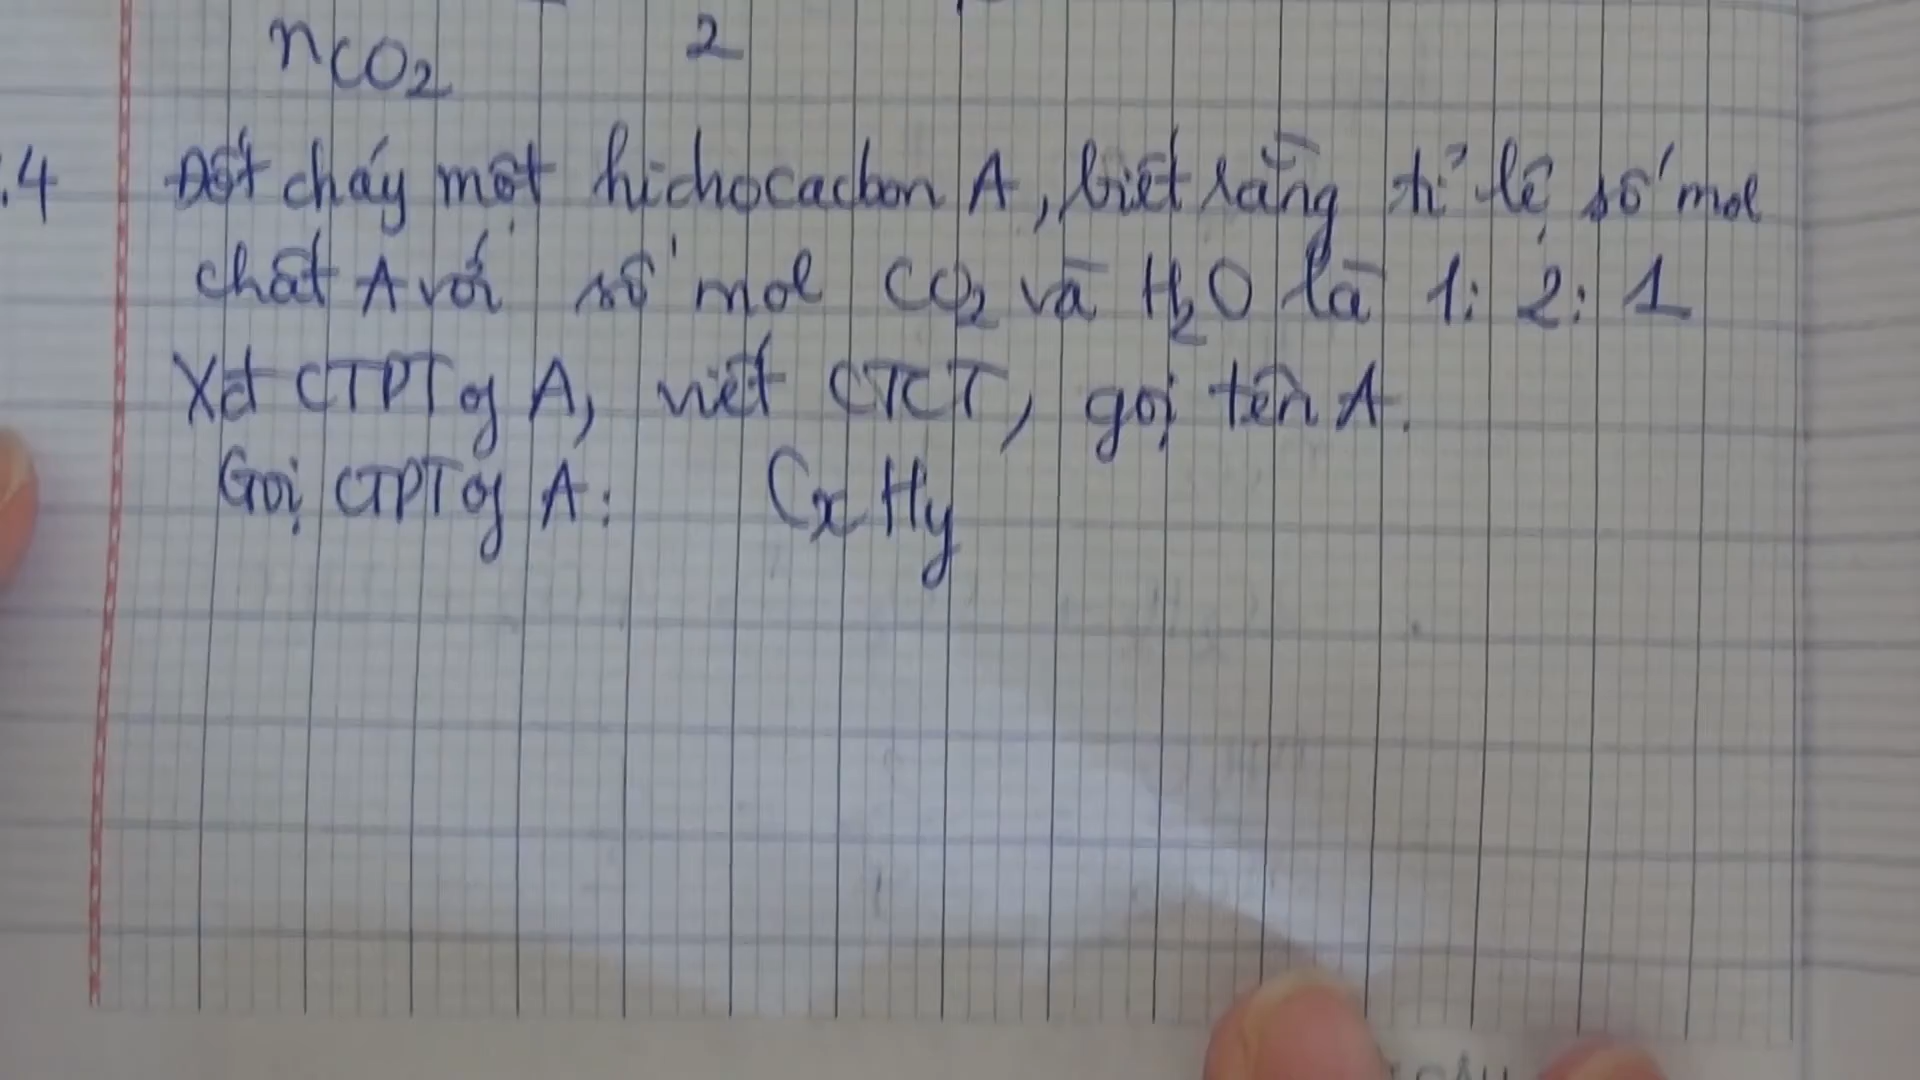 nCO2 2
.4 Đốt cháy một hidrocacbon A, biết rằng tỉ lệ số mol
chất A với số mol CO2 và H2O là 1: 2: 1
Xđ CTPT of A, viết CTCT, gọi tên A.
Gọi CTPT of A: CxHy